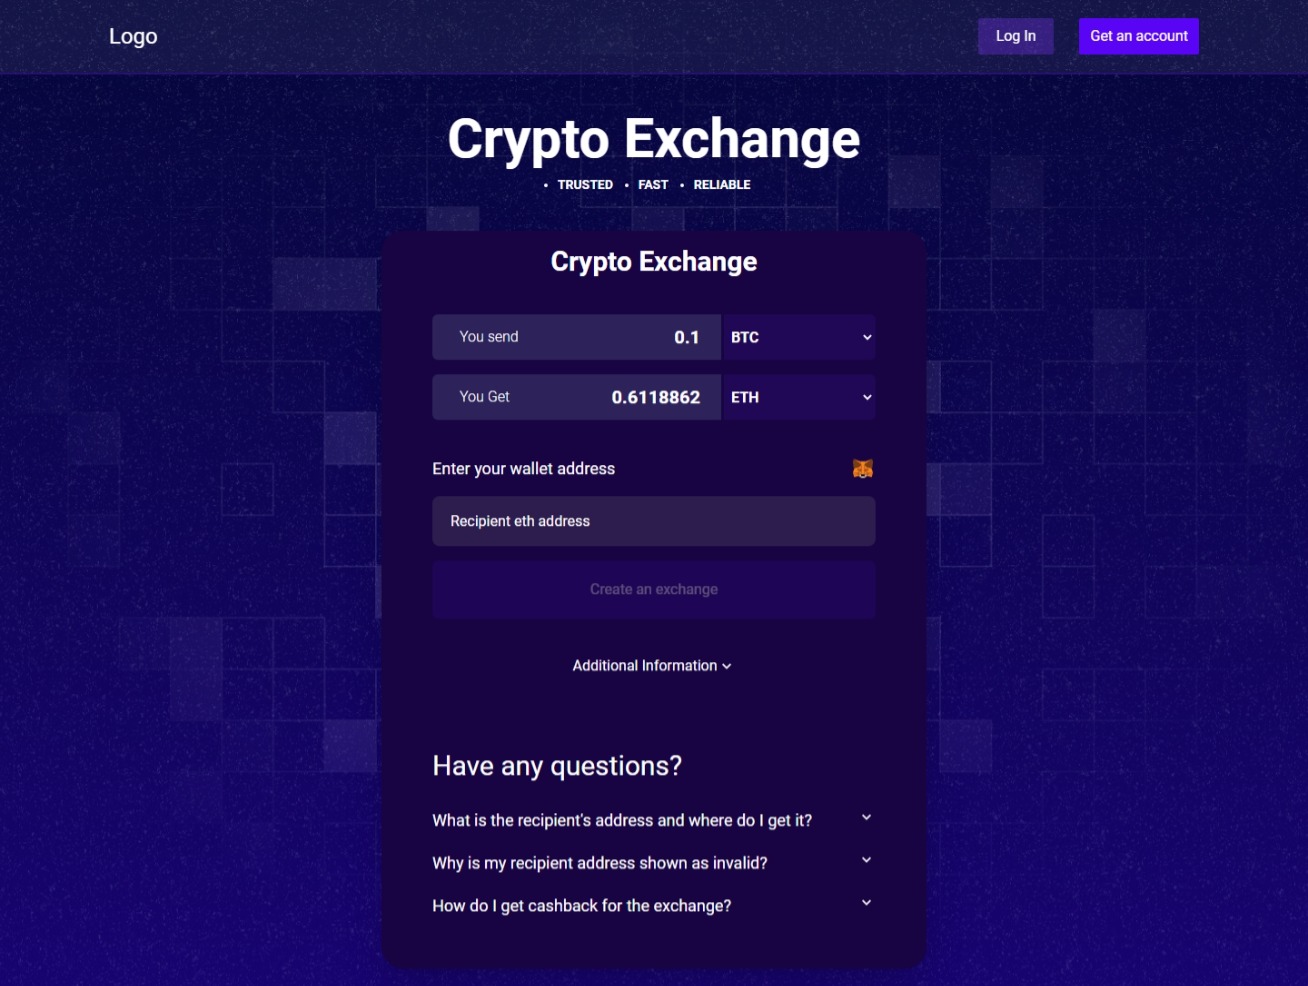 Logo
Log In
Get an account
Crypto Exchange
• TRUSTED • FAST • RELIABLE
Crypto Exchange
You send 0.1 BTC
You Get 0.6118862 ETH
Enter your wallet address
Recipient eth address
Create an exchange
Additional Information
Have any questions?
What is the recipient's address and where do I get it?
Why is my recipient address shown as invalid?
How do I get cashback for the exchange?